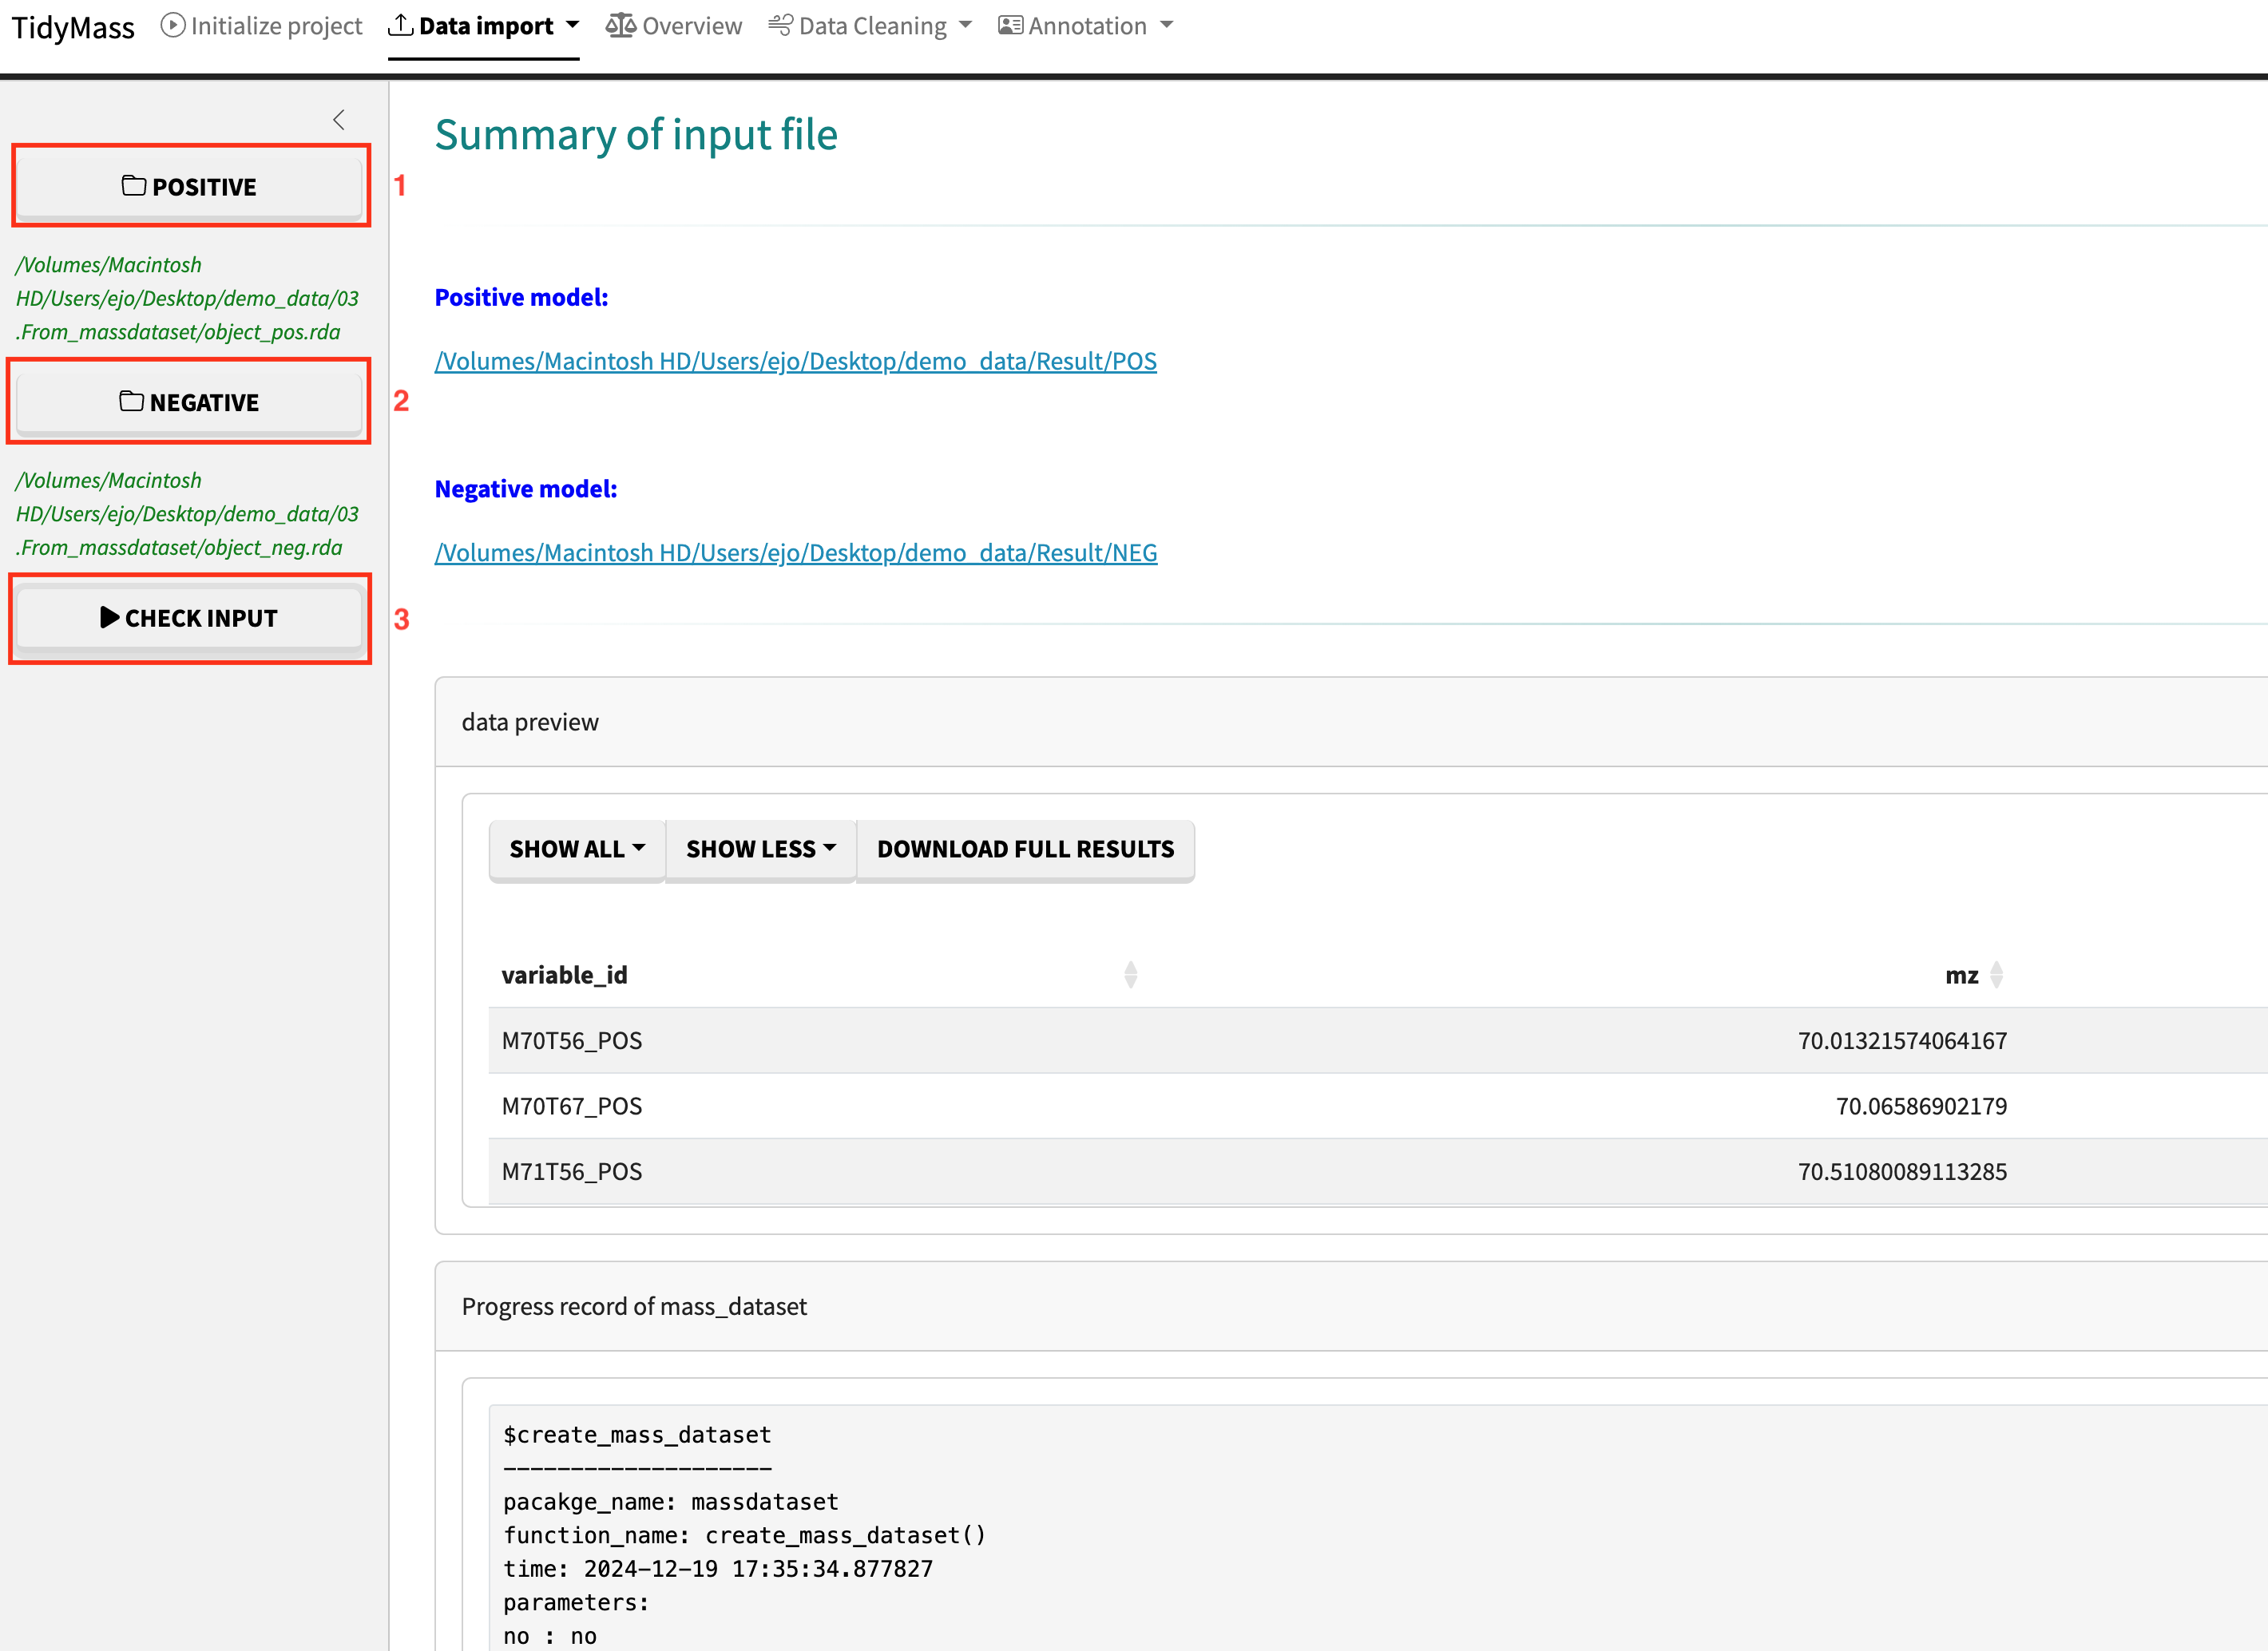 TidyMass Initialize project Data import Overview Data Cleaning Annotation
POSITIVE
1
/Volumes/Macintosh
HD/Users/ejo/Desktop/demo_data/03
.From_massdataset/object_pos.rda
NEGATIVE
2
/Volumes/Macintosh
HD/Users/ejo/Desktop/demo_data/03
.From_massdataset/object_neg.rda
CHECK INPUT
3
Summary of input file
Positive model:
/Volumes/Macintosh HD/Users/ejo/Desktop/demo_data/Result/POS
Negative model:
/Volumes/Macintosh HD/Users/ejo/Desktop/demo_data/Result/NEG
data preview
SHOW ALL SHOW LESS DOWNLOAD FULL RESULTS
variable_id mz
M70T56_POS 70.01321574064167
M70T67_POS 70.06586902179
M71T56_POS 70.51080089113285
Progress record of mass_dataset
$create_mass_dataset
--------------------
pacakge_name: massdataset
function_name: create_mass_dataset()
time: 2024-12-19 17:35:34.877827
parameters:
no : no